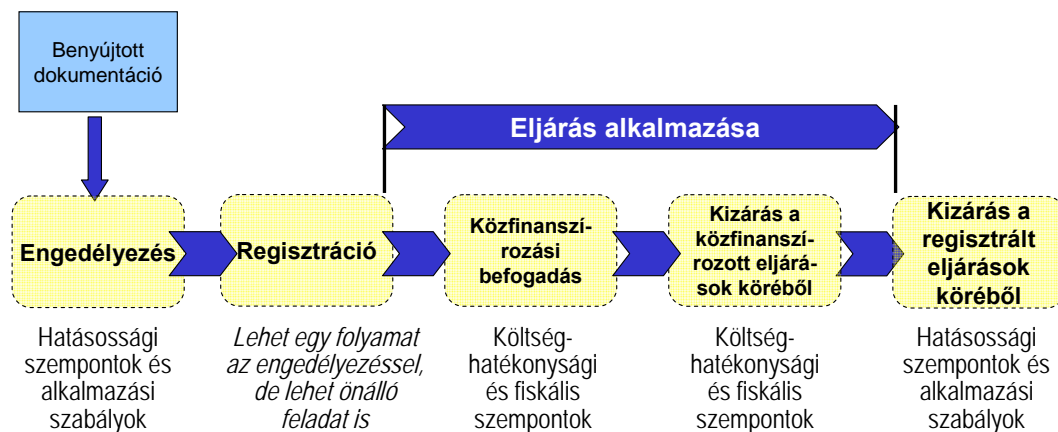 Benyújtott
dokumentáció
Eljárás alkalmazása
Engedélyezés
Regisztráció
Közfinanszí-
rozási
befogadás
Kizárás a
közfinanszí-
rozott eljárá-
sok köréből
Kizárás a
regisztrált
eljárások
köréből
Hatásossági
szempontok és
alkalmazási
szabályok
Lehet egy folyamat
az engedélyezéssel,
de lehet önálló
feladat is
Költség-
hatékonysági
és fiskális
szempontok
Költség-
hatékonysági
és fiskális
szempontok
Hatásossági
szempontok és
alkalmazási
szabályok